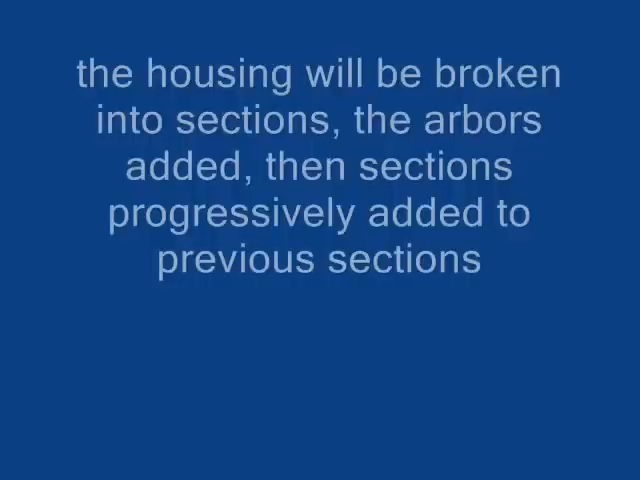 the housing will be broken
into sections, the arbors
added, then sections
progressively added to
previous sections